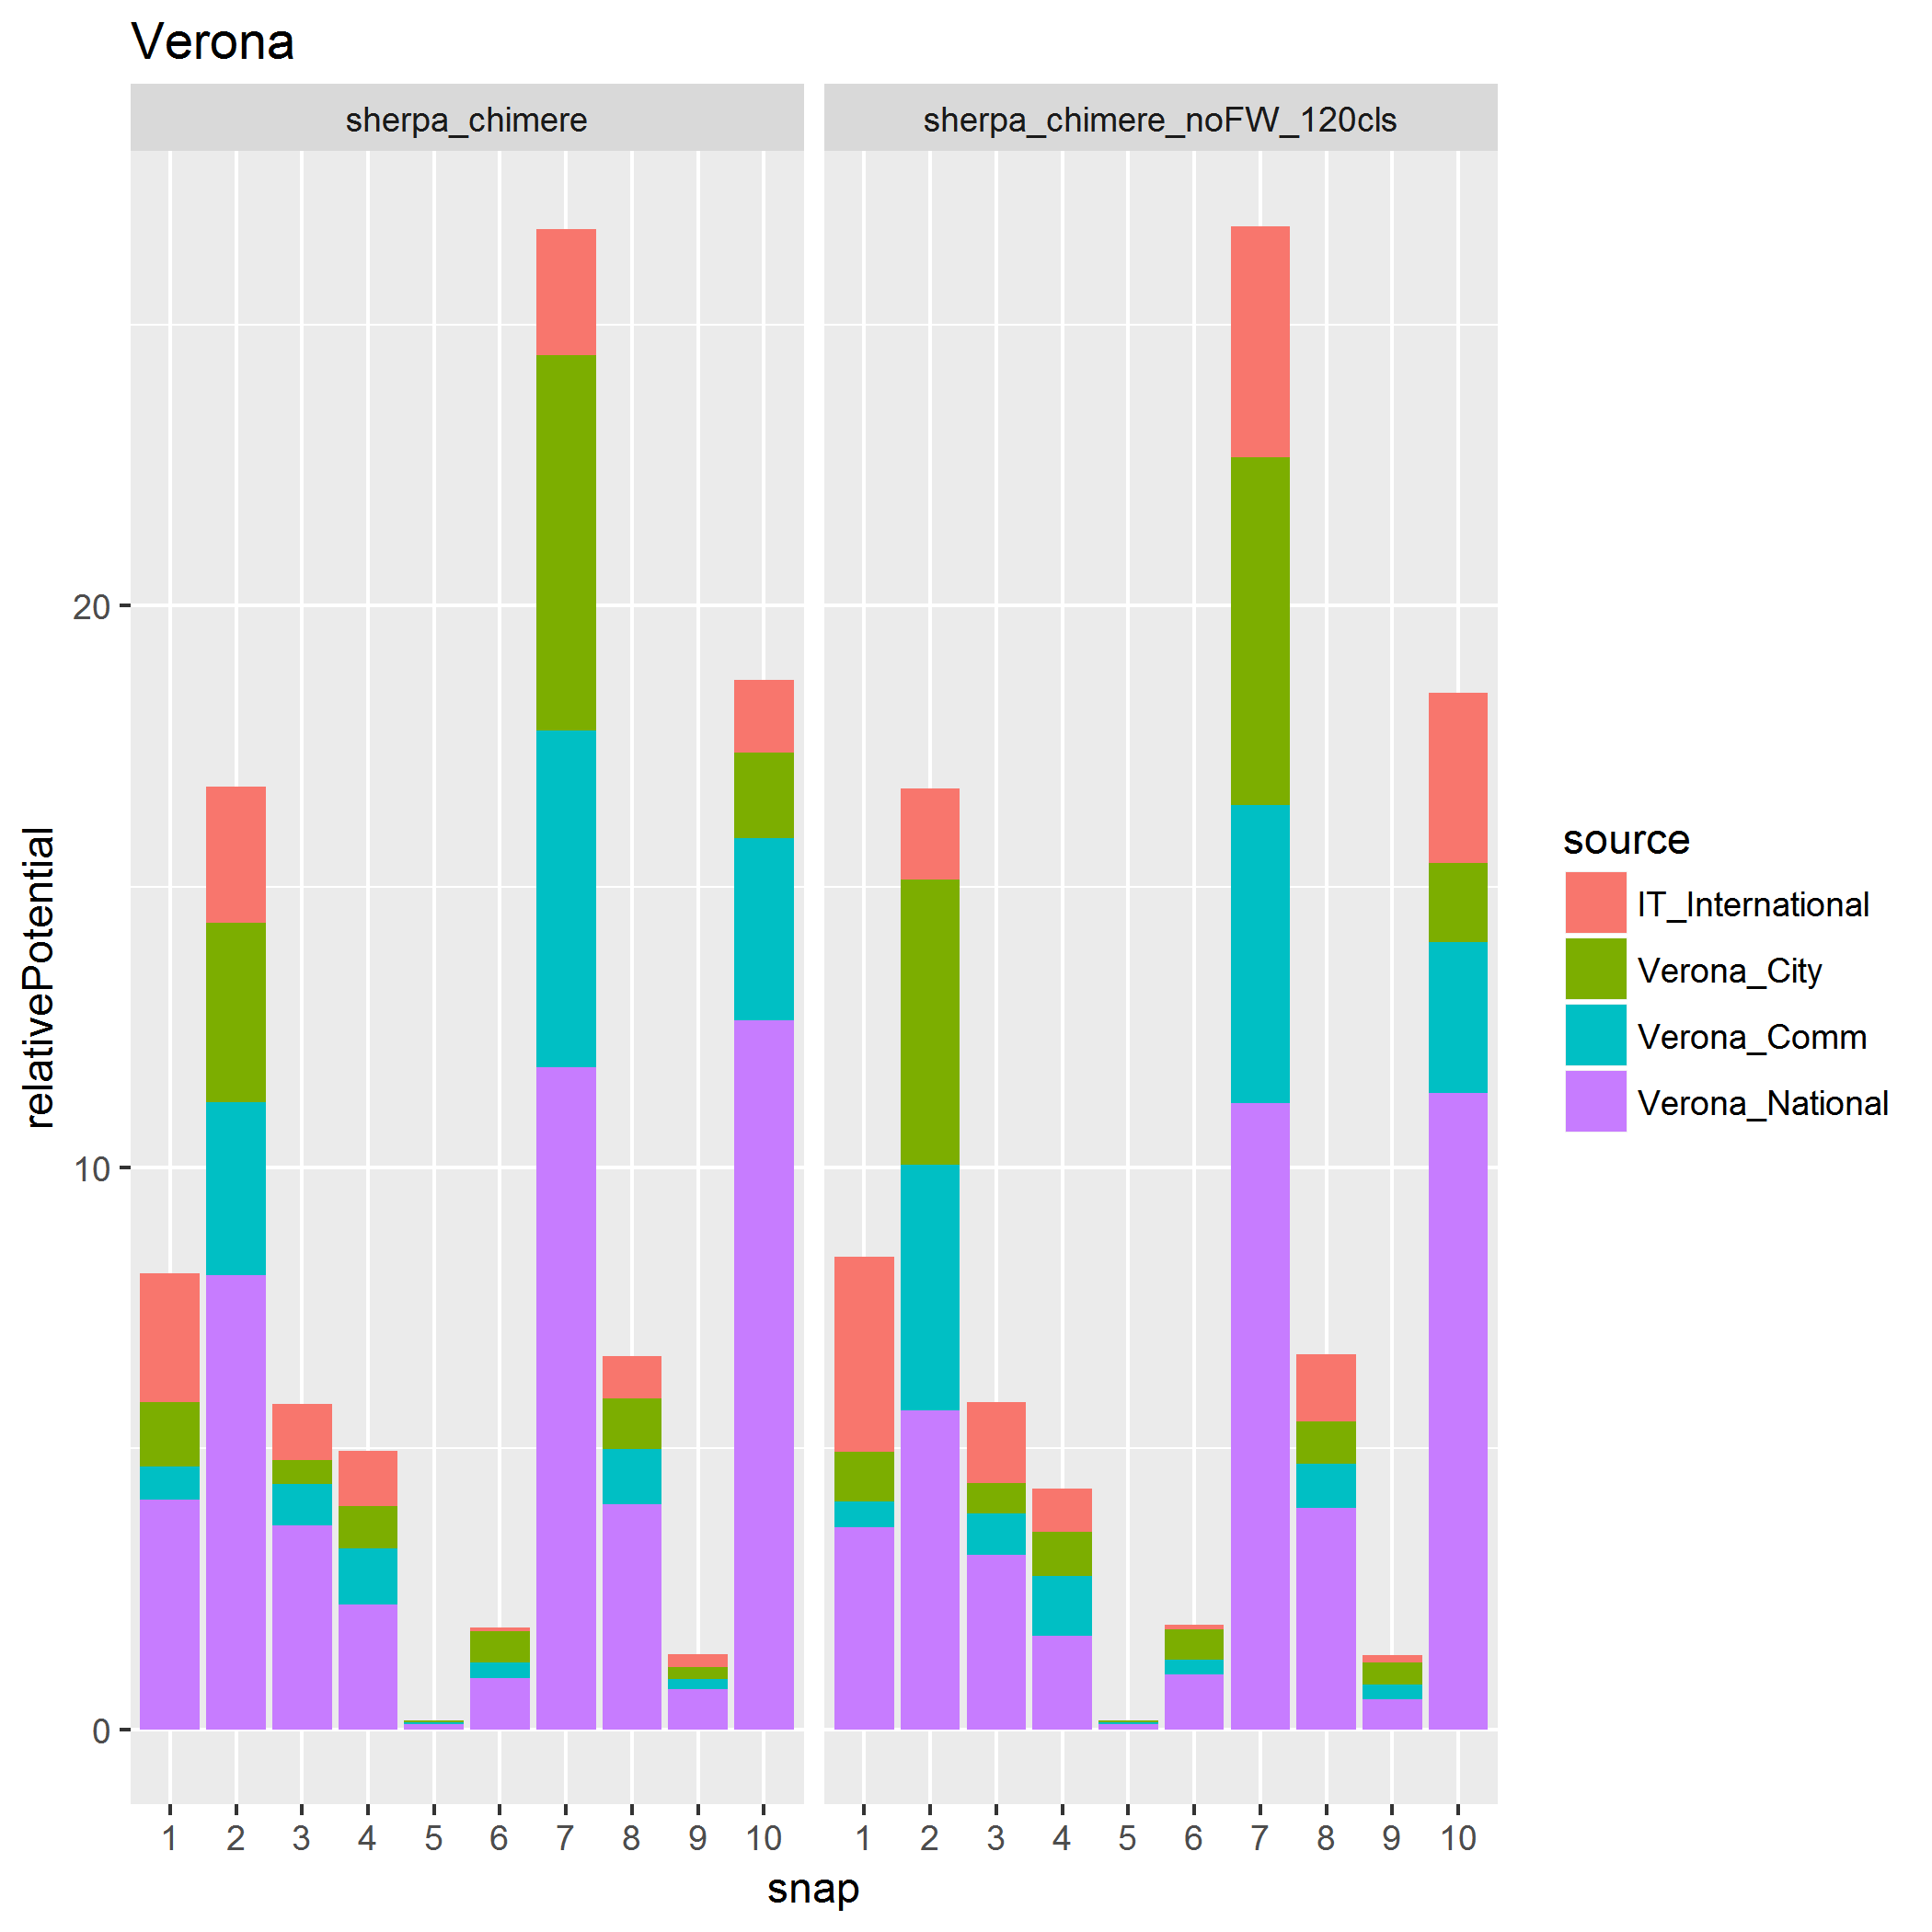 Verona
sherpa_chimere
sherpa_chimere_noFW_120cls
20
10
0
relativePotential
1 2 3 4 5 6 7 8 9 10
1 2 3 4 5 6 7 8 9 10
snap
source
IT_International
Verona_City
Verona_Comm
Verona_National